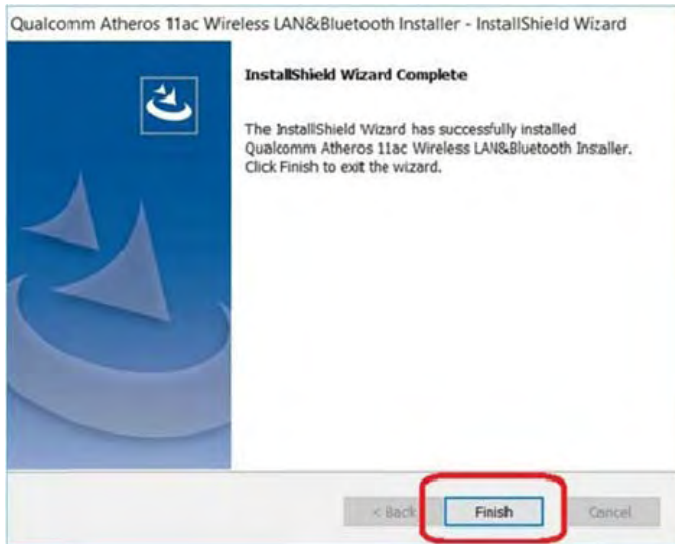 Qualcomm Atheros 11ac Wireless LAN&Bluetooth Installer - InstallShield Wizard
InstallShield Wizard Complete
The InstallShield Wizard has successfully installed
Qualcomm Atheros 11ac Wireless LAN&Bluetooth Installer.
Click Finish to exit the wizard.
< Back Finish Cancel